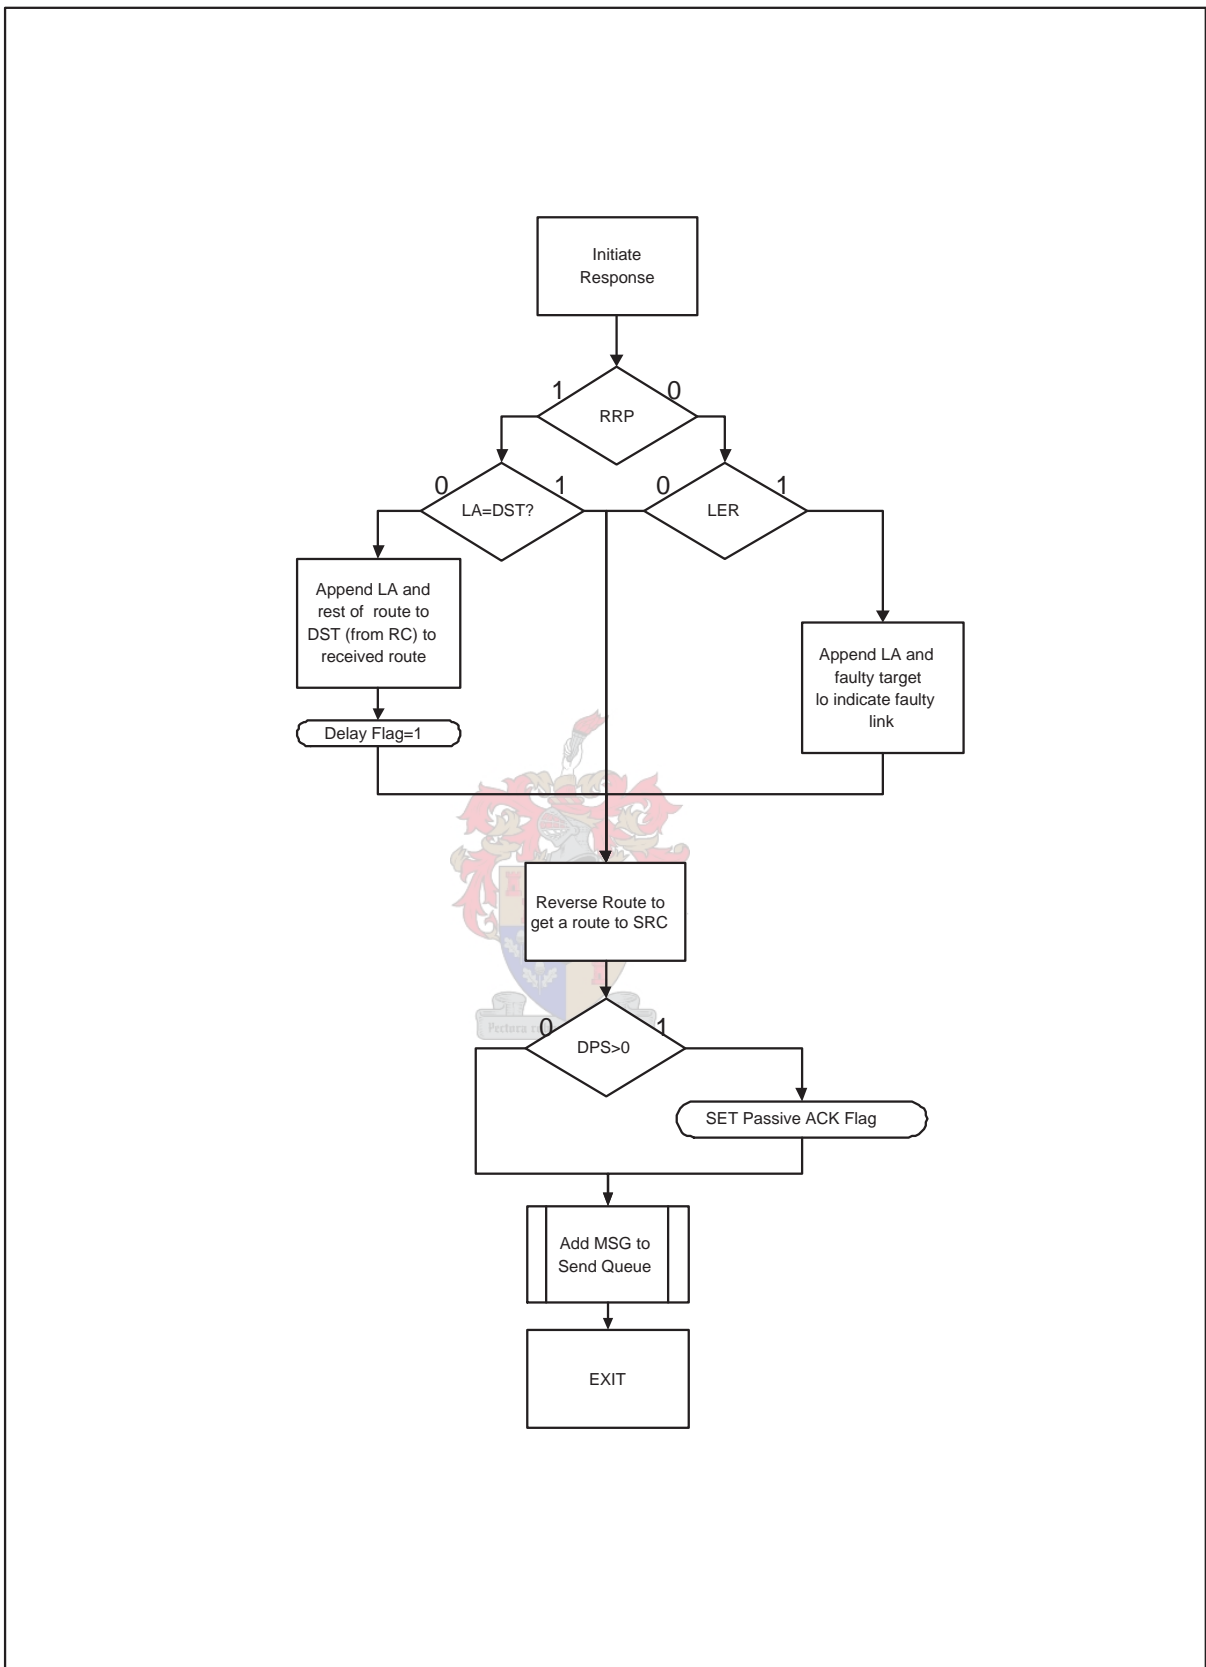 Initiate
Response
1
0
RRP
0
1
0
1
LA=DST?
LER
Append LA and
rest of route to
DST (from RC) to
received route
Append LA and
faulty target
lo indicate faulty
link
Delay Flag=1
Reverse Route to
get a route to SRC
Pectora
0
1
DPS>0
SET Passive ACK Flag
Add MSG to
Send Queue
EXIT